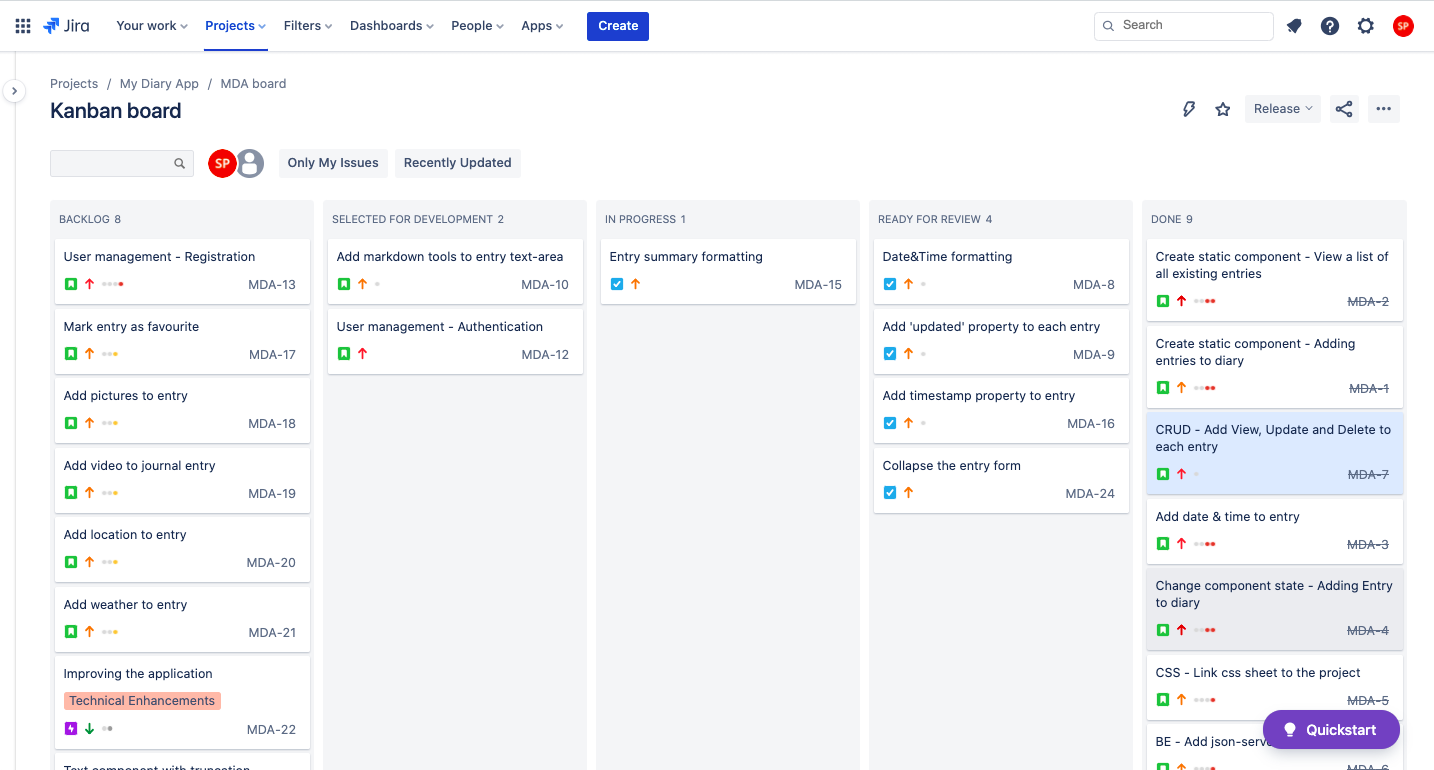 Jira
Your work
Projects
Filters
Dashboards
People
Apps
Create
Search
SP
Projects / My Diary App / MDA board
Kanban board
Release
SP
Only My Issues
Recently Updated
BACKLOG 8
User management - Registration
MDA-13
Mark entry as favourite
MDA-17
Add pictures to entry
MDA-18
Add video to journal entry
MDA-19
Add location to entry
MDA-20
Add weather to entry
MDA-21
Improving the application
Technical Enhancements
MDA-22
Text component with truncation
SELECTED FOR DEVELOPMENT 2
Add markdown tools to entry text-area
MDA-10
User management - Authentication
MDA-12
IN PROGRESS 1
Entry summary formatting
MDA-15
READY FOR REVIEW 4
Date&Time formatting
MDA-8
Add 'updated' property to each entry
MDA-9
Add timestamp property to entry
MDA-16
Collapse the entry form
MDA-24
DONE 9
Create static component - View a list of
all existing entries
MDA-2
Create static component - Adding
entries to diary
MDA-1
CRUD - Add View, Update and Delete to
each entry
MDA-7
Add date & time to entry
MDA-3
Change component state - Adding Entry
to diary
MDA-4
CSS - Link css sheet to the project
MDA-5
BE - Add json-serve
MDA-6
Quickstart